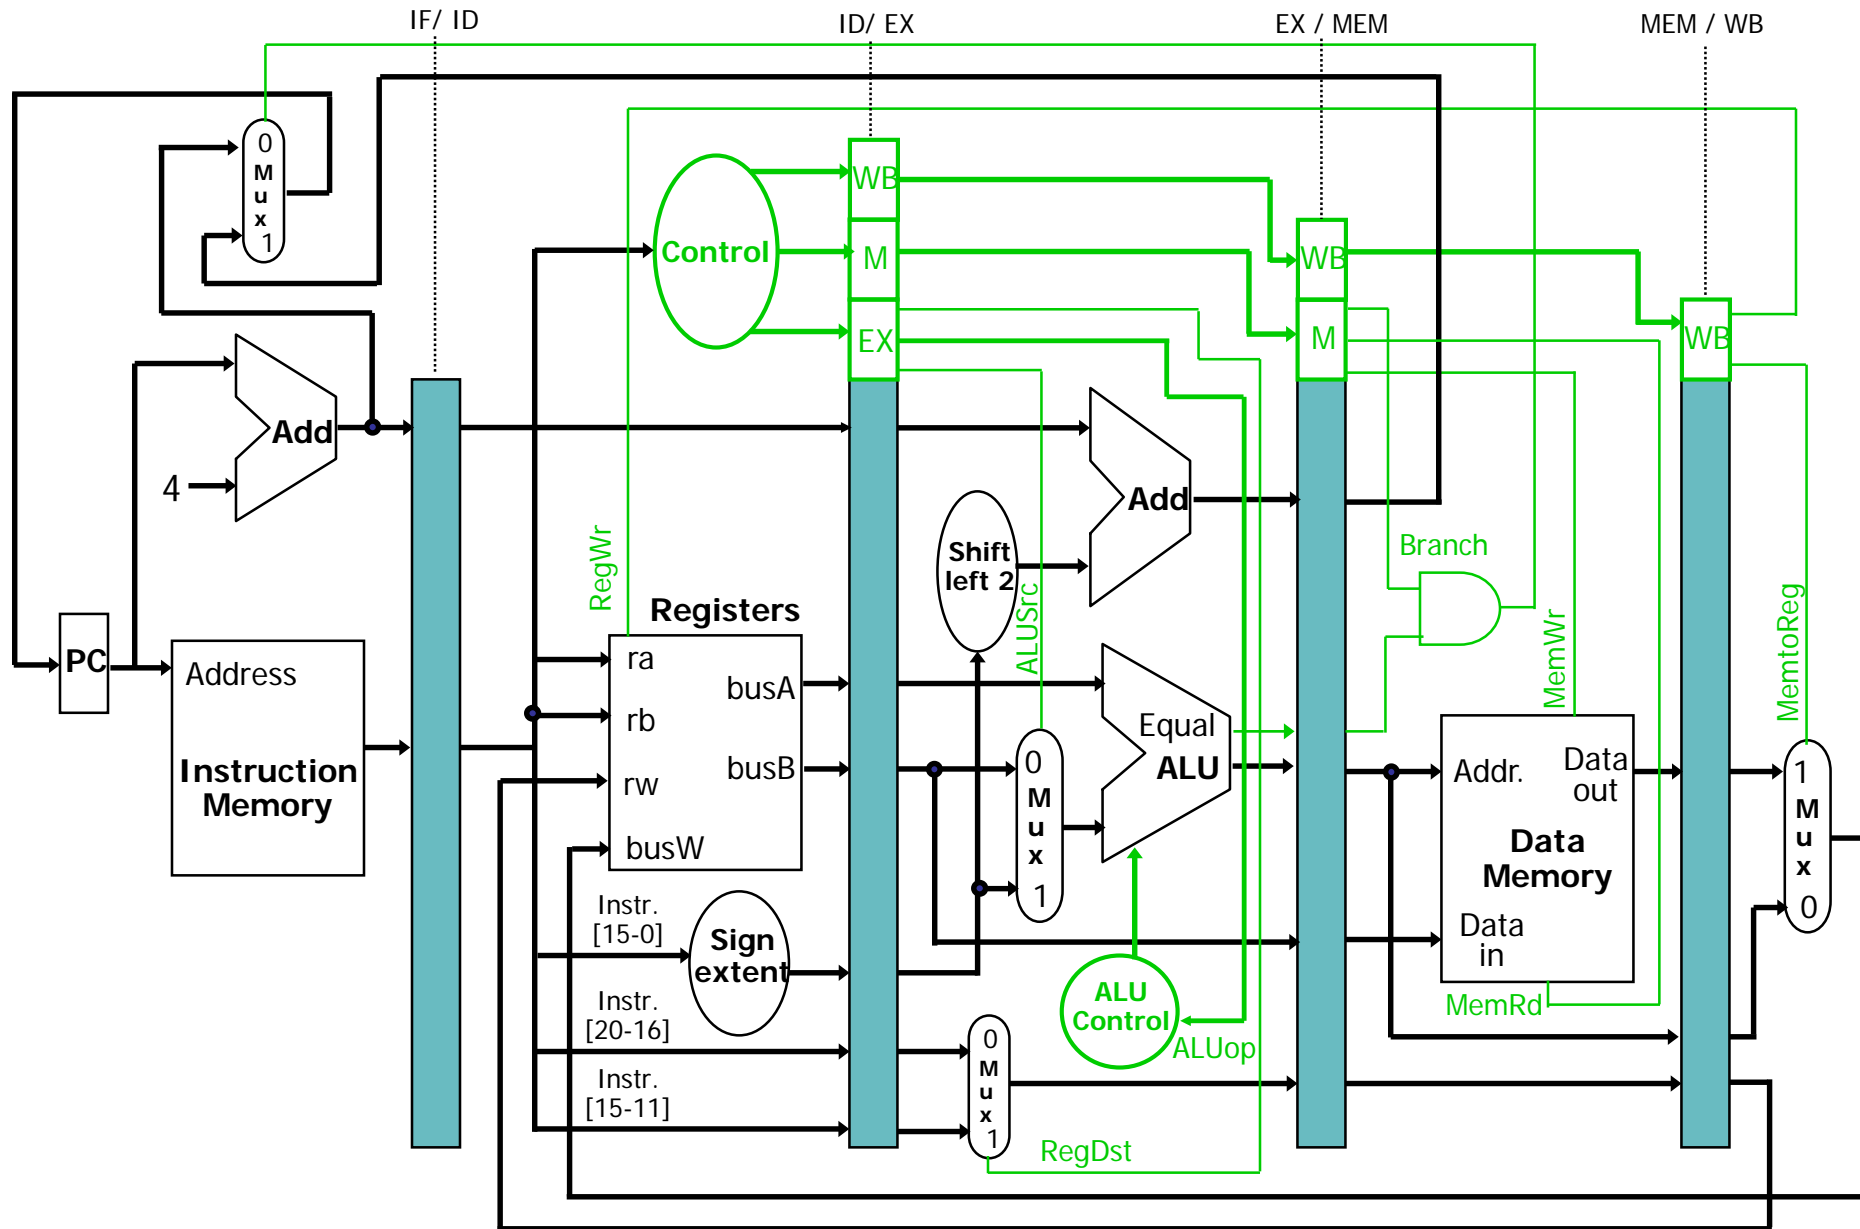 IF/ ID
ID/ EX
EX / MEM
MEM / WB
0
M
u
x
1
WB
Control
M
EX
WB
M
WB
Add
4
Add
Shift
left 2
Branch
RegWr
ALUSrc
MemWr
MemtoReg
PC
Address
Instruction
Memory
Registers
ra
rb
rw
busW
busA
busB
0
M
u
x
1
Equal
ALU
Addr.
Data
out
Data
Memory
Data
in
1
M
u
x
0
Instr.
[15-0]
Sign
extent
Instr.
[20-16]
Instr.
[15-11]
0
M
u
x
1
ALU
Control
ALUop
MemRd
RegDst